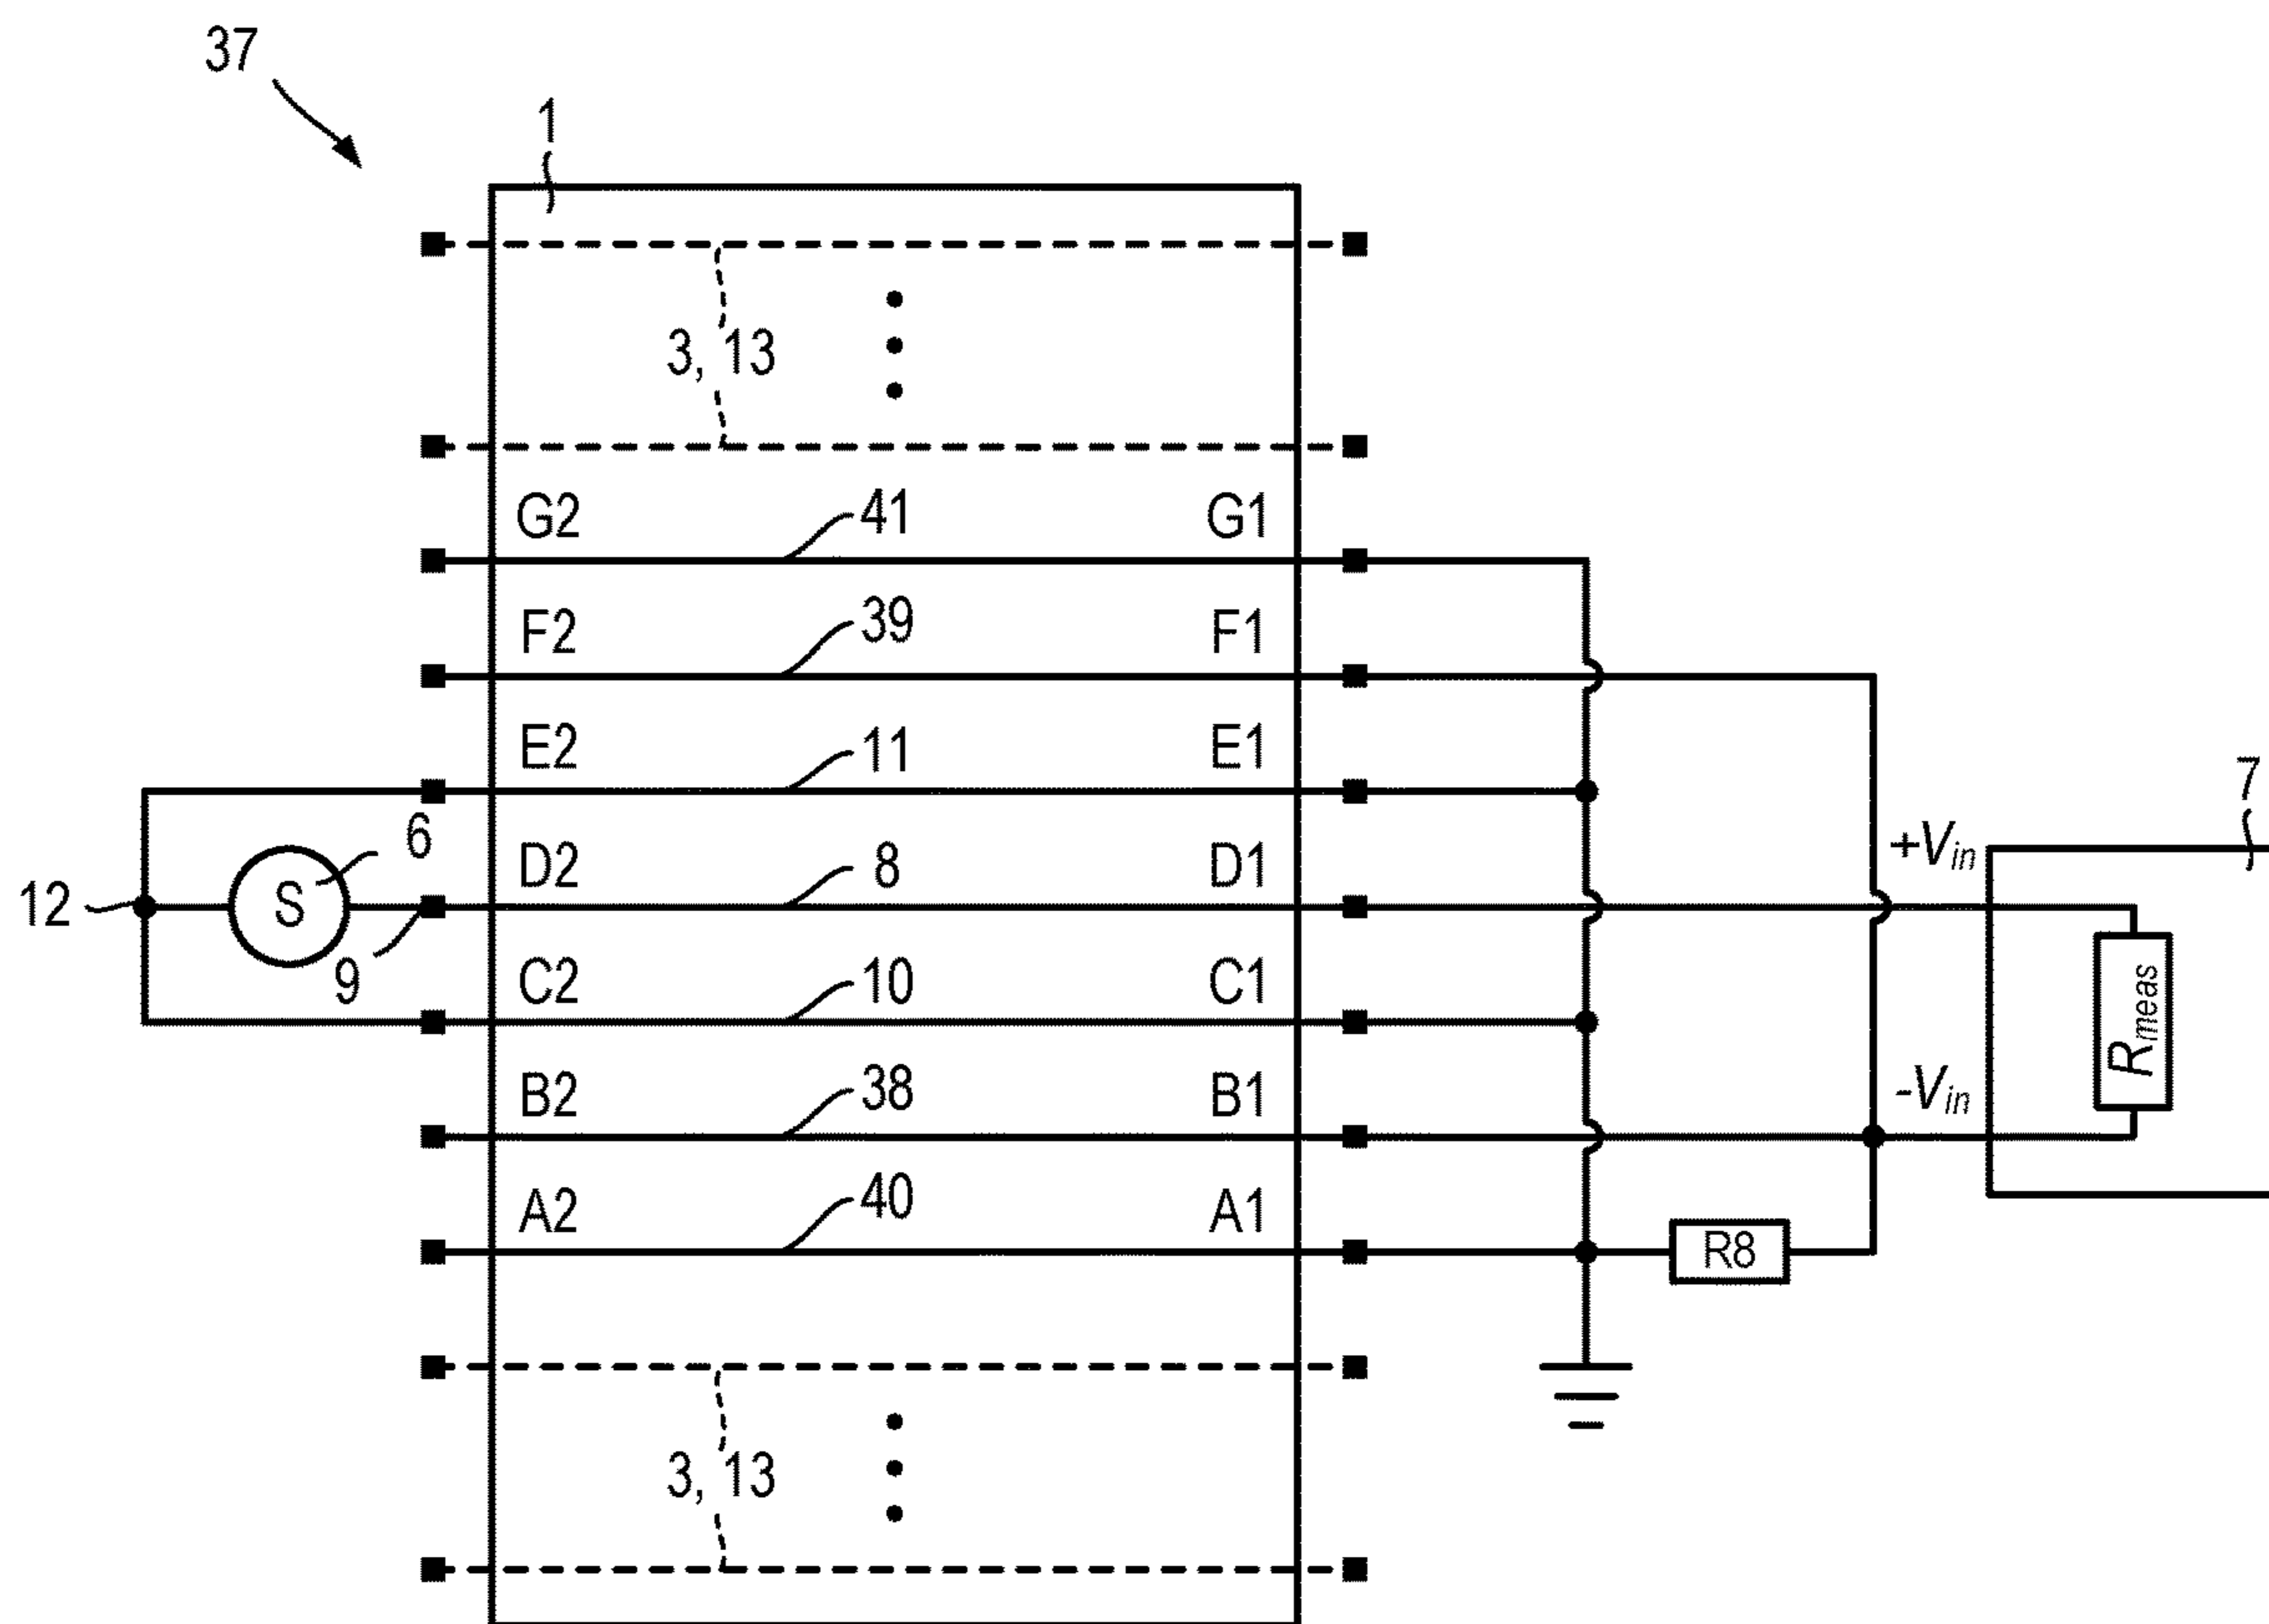 37
1
3, 13
G2 41 G1
F2 39 F1
E2 11 E1
7
6
D2 8 D1
+Vin
12
S
9
C2 10 C1
Rmeas
B2 38 B1
-Vin
A2 40 A1
R8
3, 13